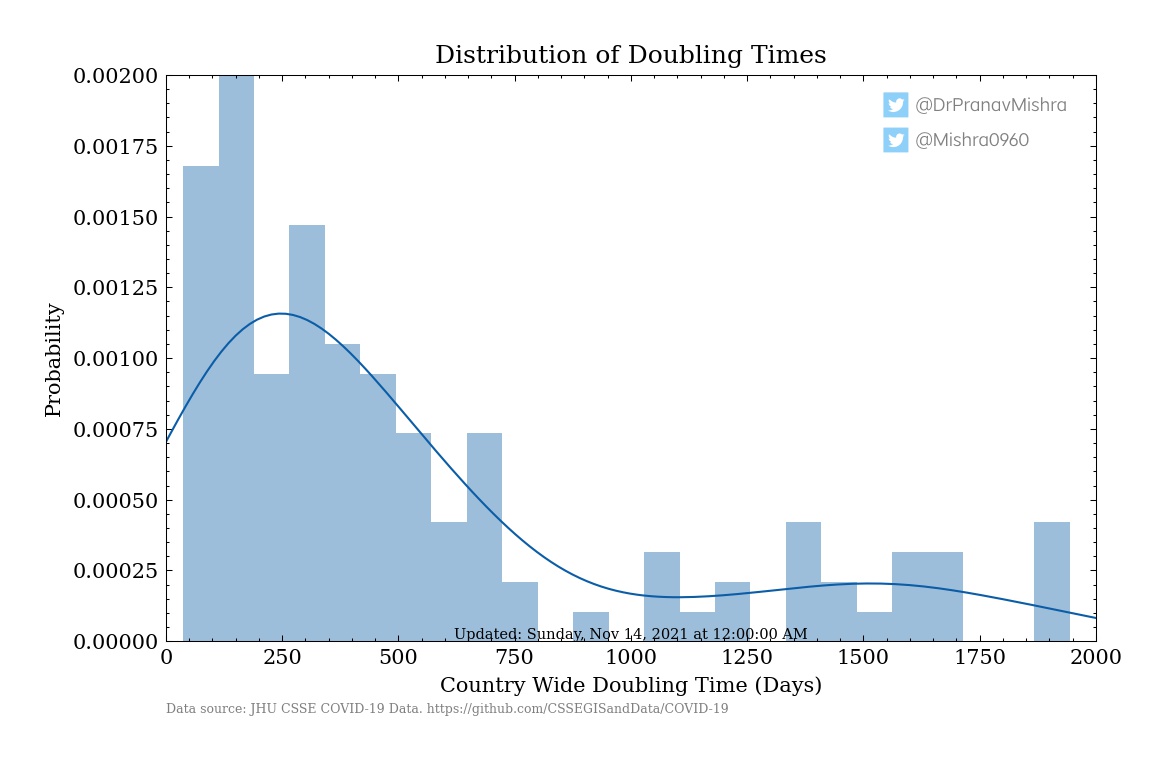 Distribution of Doubling Times
@DrPranavMishra
@Mishra0960
0.00200
0.00175
0.00150
0.00125
0.00100
0.00075
0.00050
0.00025
0.00000
Probability
Updated: Sunday, Nov 14, 2021 at 12:00:00 AM
0 250 500 750 1000 1250 1500 1750 2000
Country Wide Doubling Time (Days)
Data source: JHU CSSE COVID-19 Data. https://github.com/CSSEGISandData/COVID-19